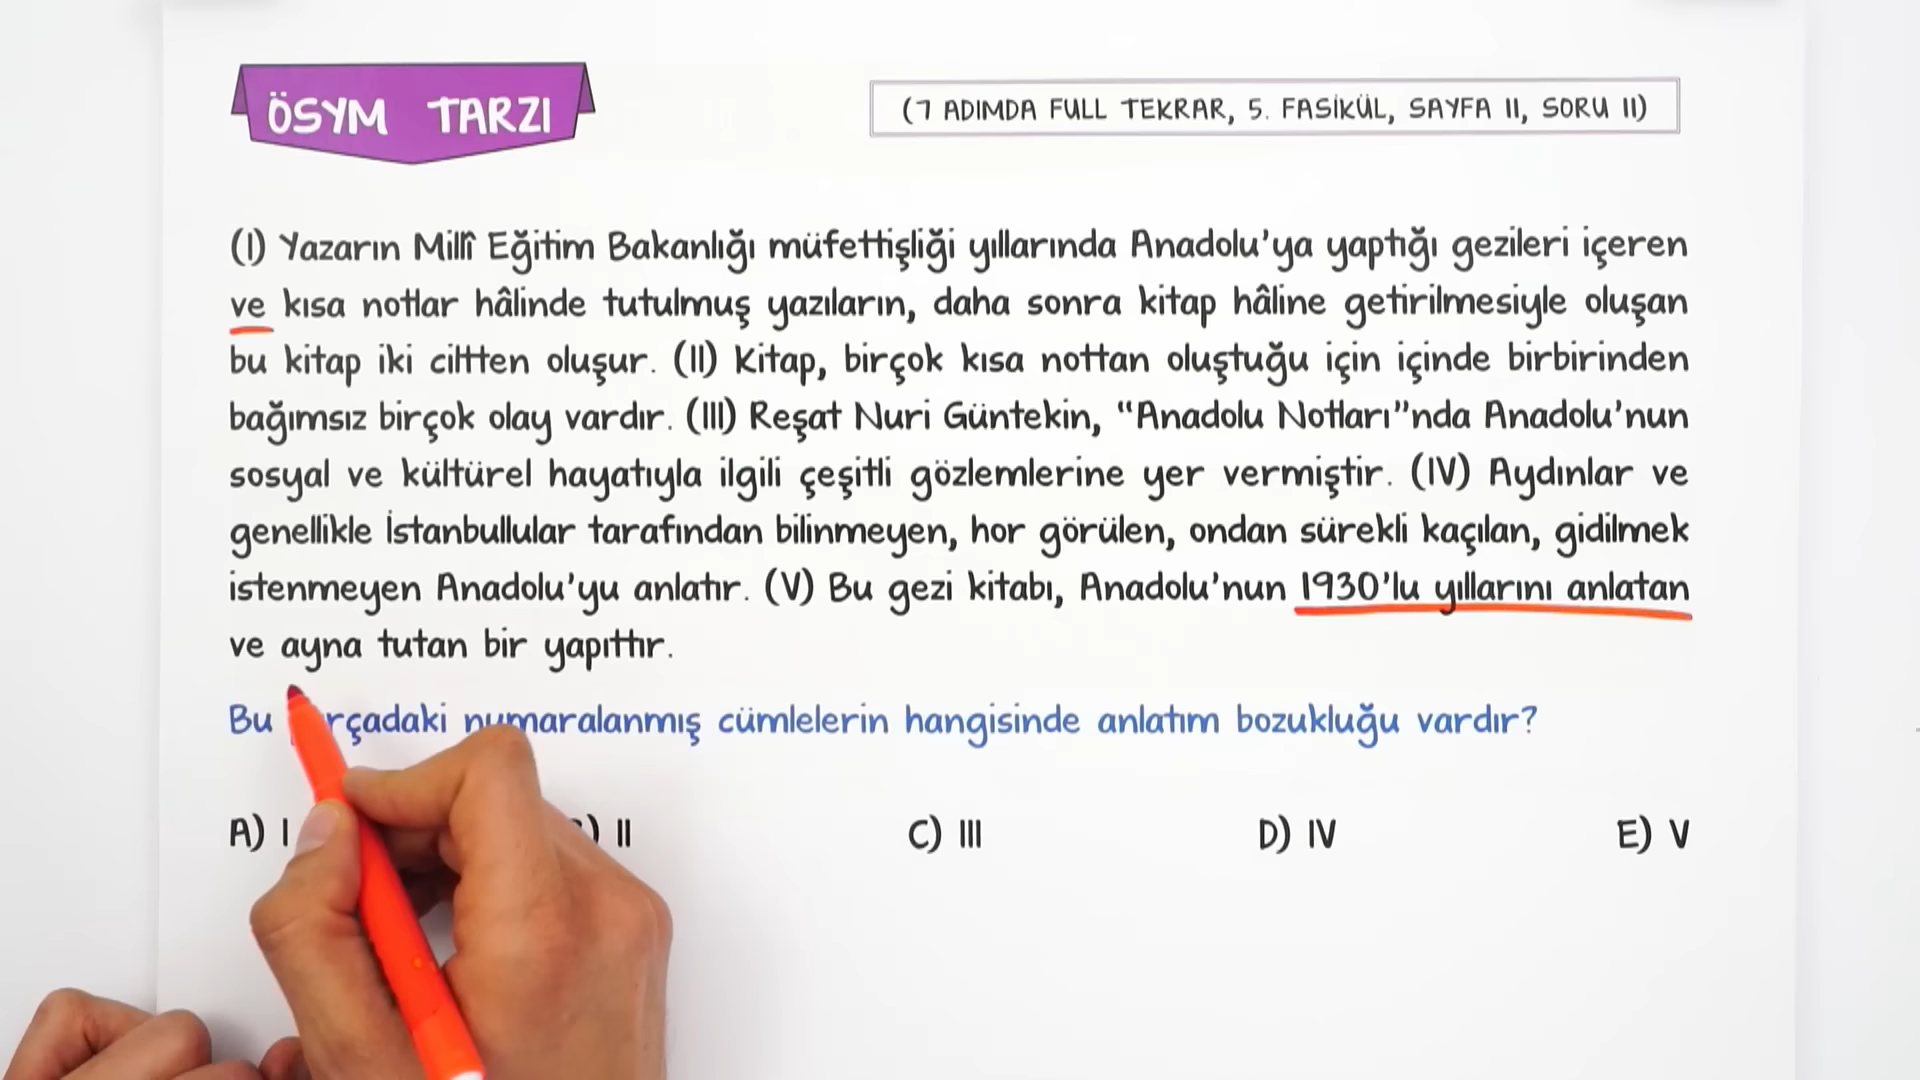 ÖSYM TARZI
(7 ADIMDA FULL TEKRAR, 5. FASİKÜL, SAYFA 11, SORU 11)
(I) Yazarın Millî Eğitim Bakanlığı müfettişliği yıllarında Anadolu'ya yaptığı gezileri içeren
ve kısa notlar hâlinde tutulmuş yazıların, daha sonra kitap hâline getirilmesiyle oluşan
bu kitap iki ciltten oluşur. (II) Kitap, birçok kısa nottan oluştuğu için içinde birbirinden
bağımsız birçok olay vardır. (III) Reşat Nuri Güntekin, "Anadolu Notları"nda Anadolu'nun
sosyal ve kültürel hayatıyla ilgili çeşitli gözlemlerine yer vermiştir. (IV) Aydınlar ve
genellikle İstanbullular tarafından bilinmeyen, hor görülen, ondan sürekli kaçılan, gidilmek
istenmeyen Anadolu'yu anlatır. (V) Bu gezi kitabı, Anadolu'nun 1930'lu yıllarını anlatan
ve ayna tutan bir yapıttır.
Bu numaralanmış cümlelerin hangisinde anlatım bozukluğu vardır?
A) I II C) III D) IV E) V